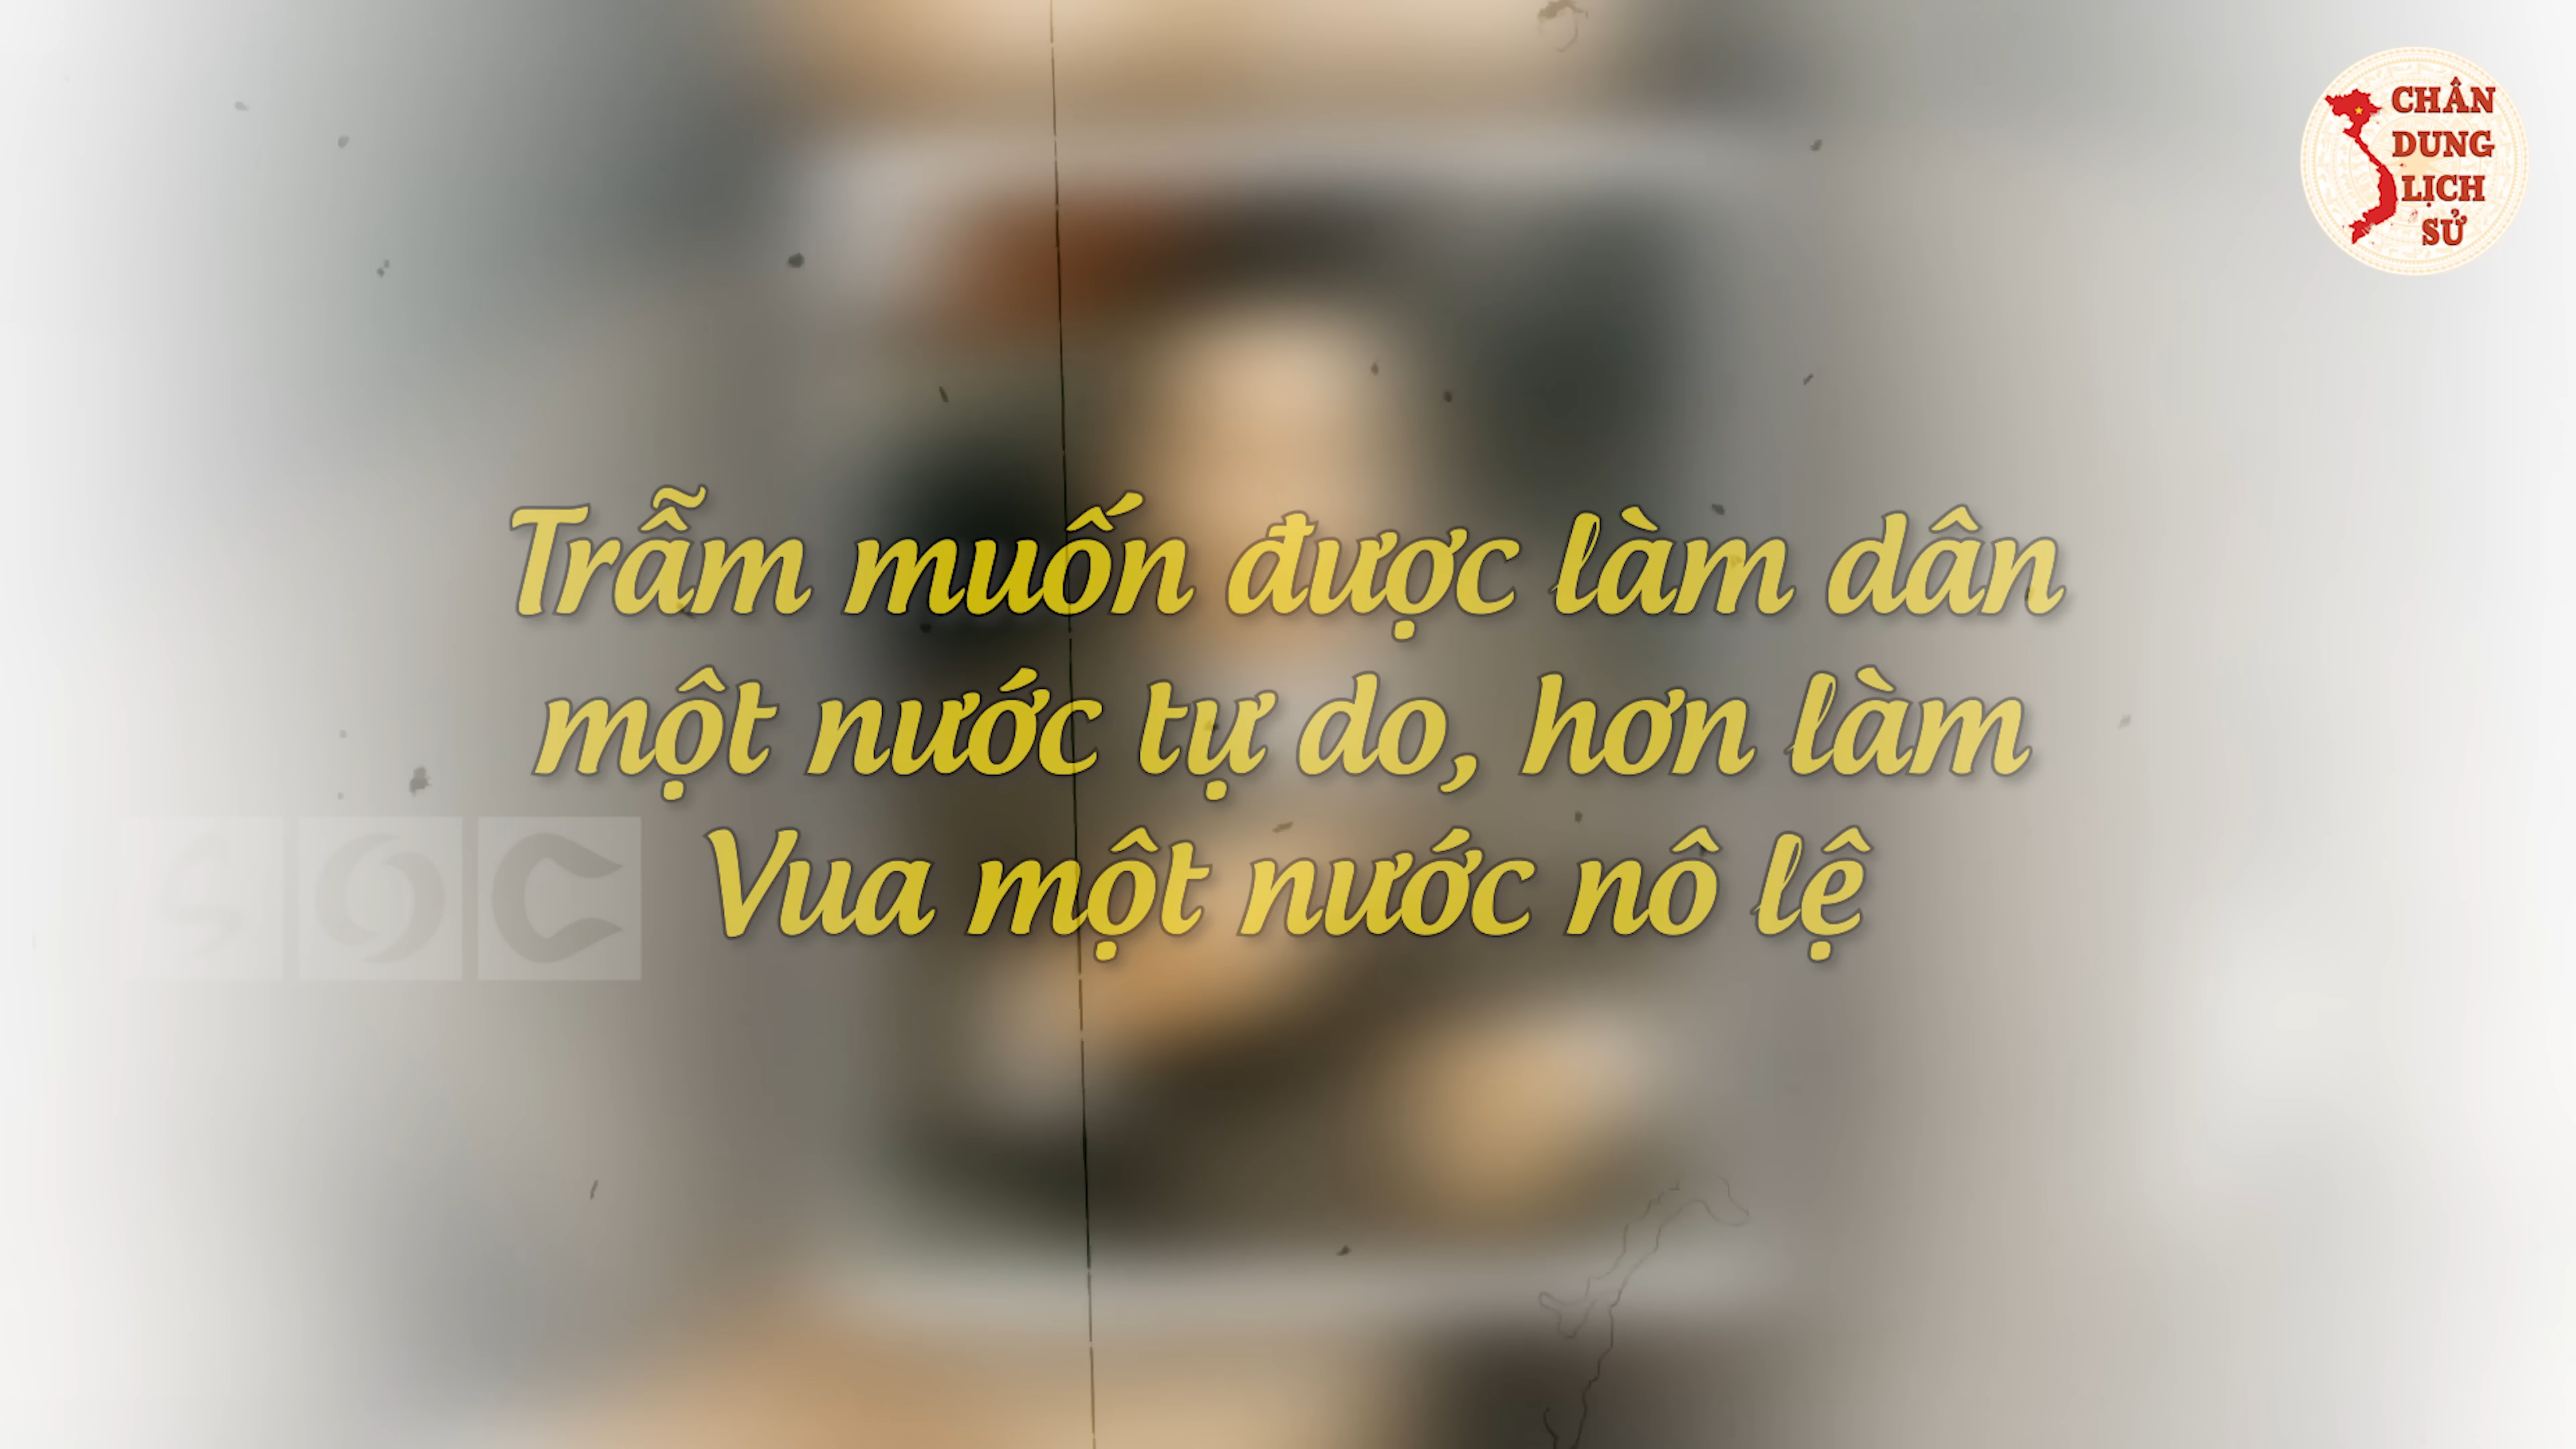 CHÂN
DUNG
LỊCH
SỬ
Trẫm muốn được làm dân
một nước tự do, hơn làm
Vua một nước nô lệ
SOC